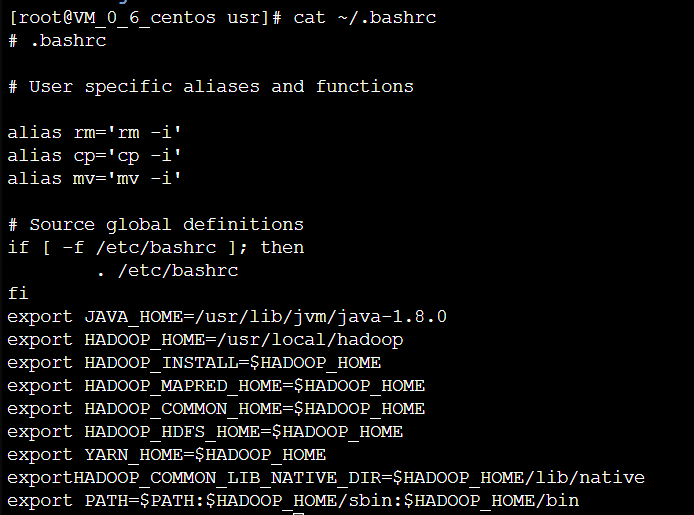 [root@VM_0_6_centos usr]# cat ~/.bashrc
# .bashrc
# User specific aliases and functions
alias rm='rm -i'
alias cp='cp -i'
alias mv='mv -i'
# Source global definitions
if [ -f /etc/bashrc ]; then
        . /etc/bashrc
fi
export JAVA_HOME=/usr/lib/jvm/java-1.8.0
export HADOOP_HOME=/usr/local/hadoop
export HADOOP_INSTALL=$HADOOP_HOME
export HADOOP_MAPRED_HOME=$HADOOP_HOME
export HADOOP_COMMON_HOME=$HADOOP_HOME
export HADOOP_HDFS_HOME=$HADOOP_HOME
export YARN_HOME=$HADOOP_HOME
exportHADOOP_COMMON_LIB_NATIVE_DIR=$HADOOP_HOME/lib/native
export PATH=$PATH:$HADOOP_HOME/sbin:$HADOOP_HOME/bin